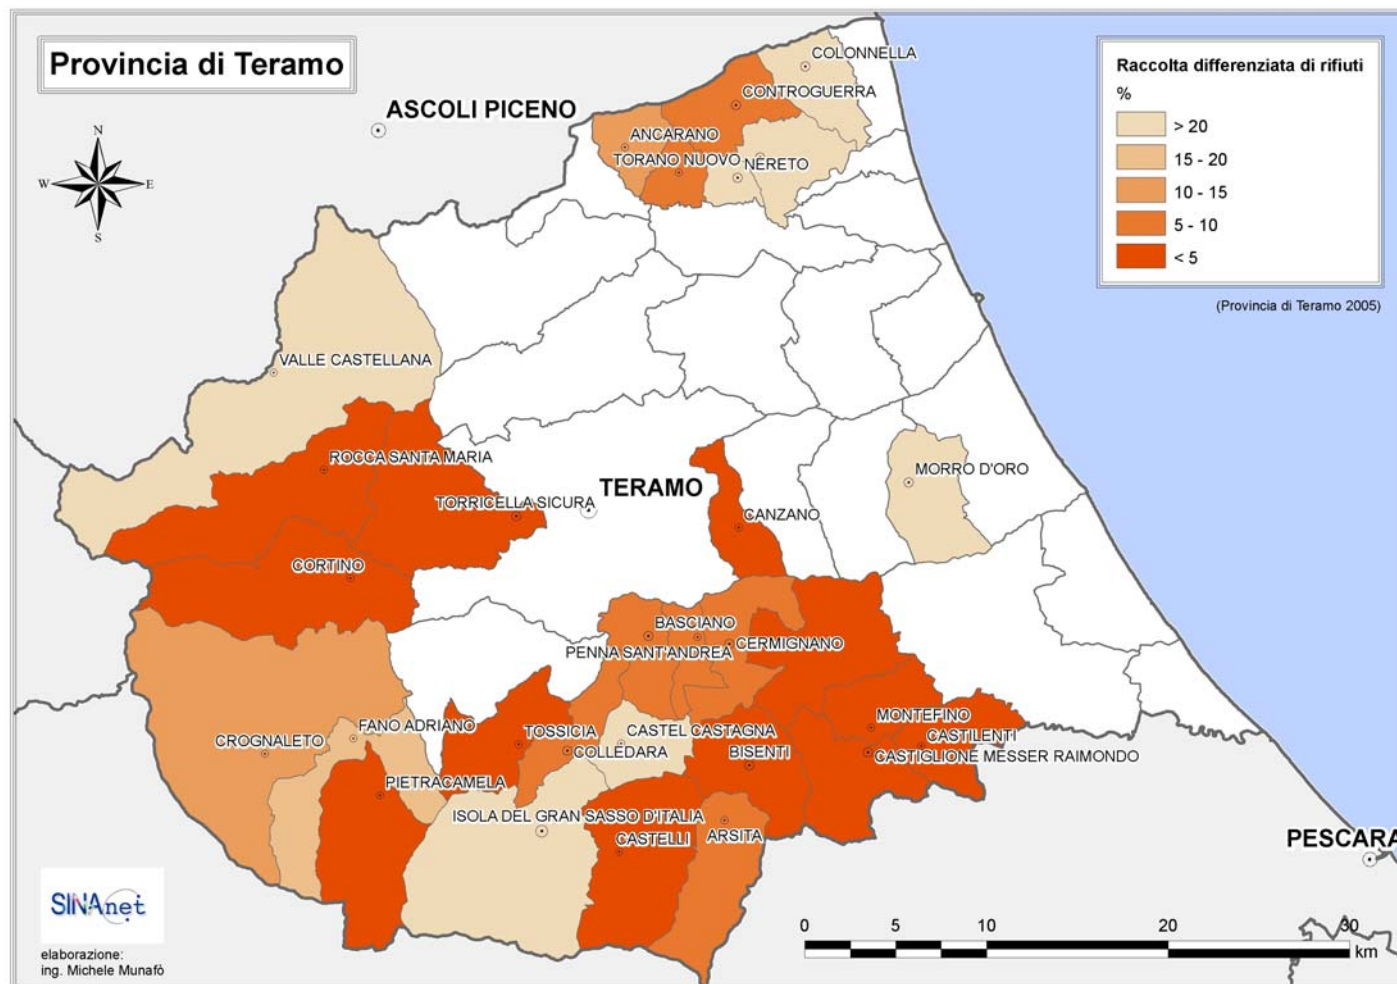 Provincia di Teramo
N
W
E
S
ASCOLI PICENO
COLONNELLA
CONTROGUERRA
ANCARANO
TORANO NUOVO
NERETO
Raccolta differenziata di rifiuti
%
> 20
15 - 20
10 - 15
5 - 10
< 5
(Provincia di Teramo 2005)
VALLE CASTELLANA
ROCCA SANTA MARIA
MORRO D'ORO
TERAMO
TORRICELLA SICURA
CANZANO
CORTINO
BASCIANO
CERMIGNANO
PENNA SANT'ANDREA
MONTEFINO
FANO ADRIANO
TOSSICIA
CASTEL CASTAGNA
CASTILENTI
CROGNALETO
COLLEDARA
BISENTI
CASTIGLIONE MESSER RAIMONDO
PIETRACAMELA
ISOLA DEL GRAN SASSO D'ITALIA
CASTELLI
ARSITA
PESCARA
SINAnet
elaborazione:
ing. Michele Munafò
0 5 10 20 30
km